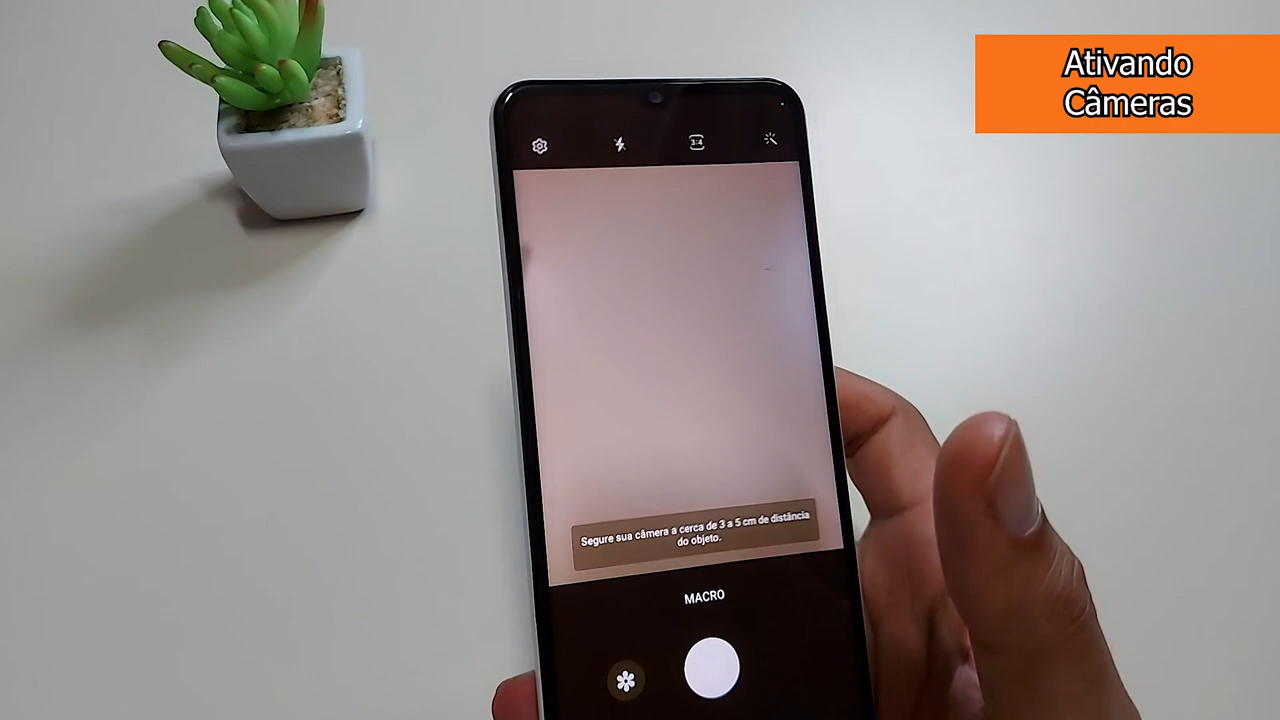 Ativando
Câmeras
3:4
Segure sua câmera a cerca de 3 a 5 cm de distância
do objeto.
MACRO